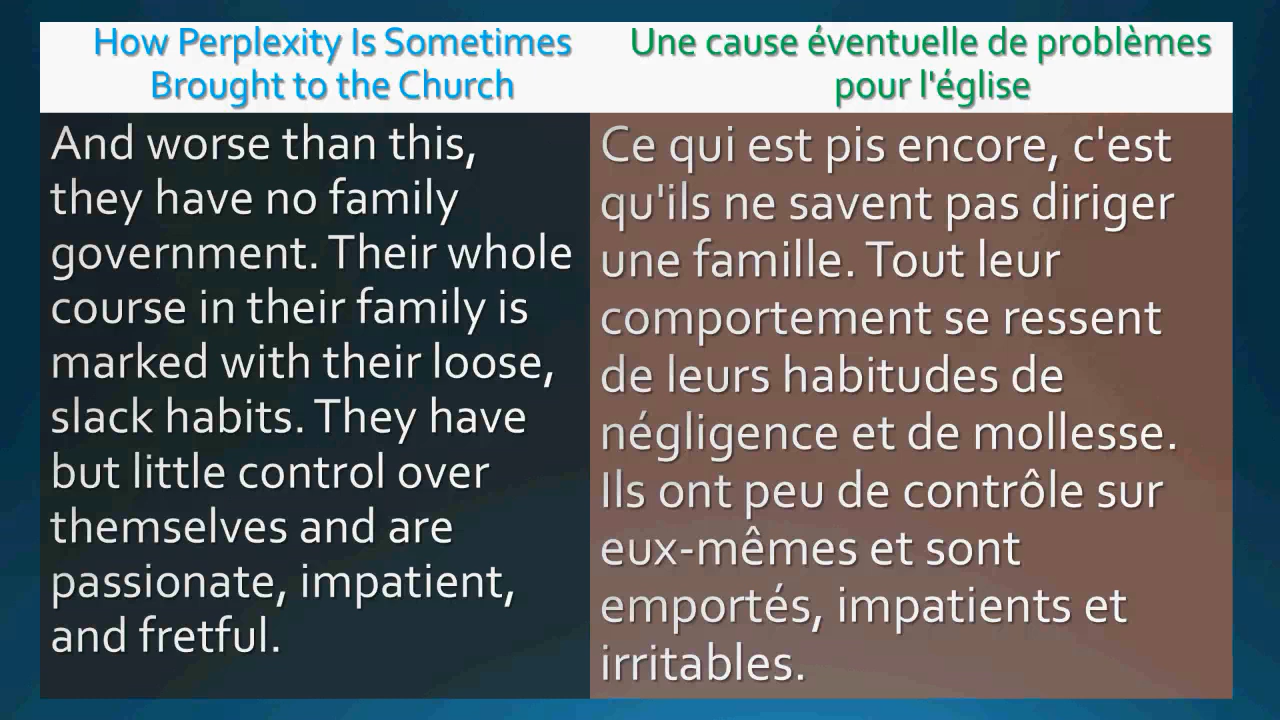 How Perplexity Is Sometimes
Brought to the Church
Une cause éventuelle de problèmes
pour l'église
And worse than this,
they have no family
government. Their whole
course in their family is
marked with their loose,
slack habits. They have
but little control over
themselves and are
passionate, impatient,
and fretful.
Ce qui est pis encore, c'est
qu'ils ne savent pas diriger
une famille. Tout leur
comportement se ressent
de leurs habitudes de
négligence et de mollesse.
Ils ont peu de contrôle sur
eux-mêmes et sont
emportés, impatients et
irritables.